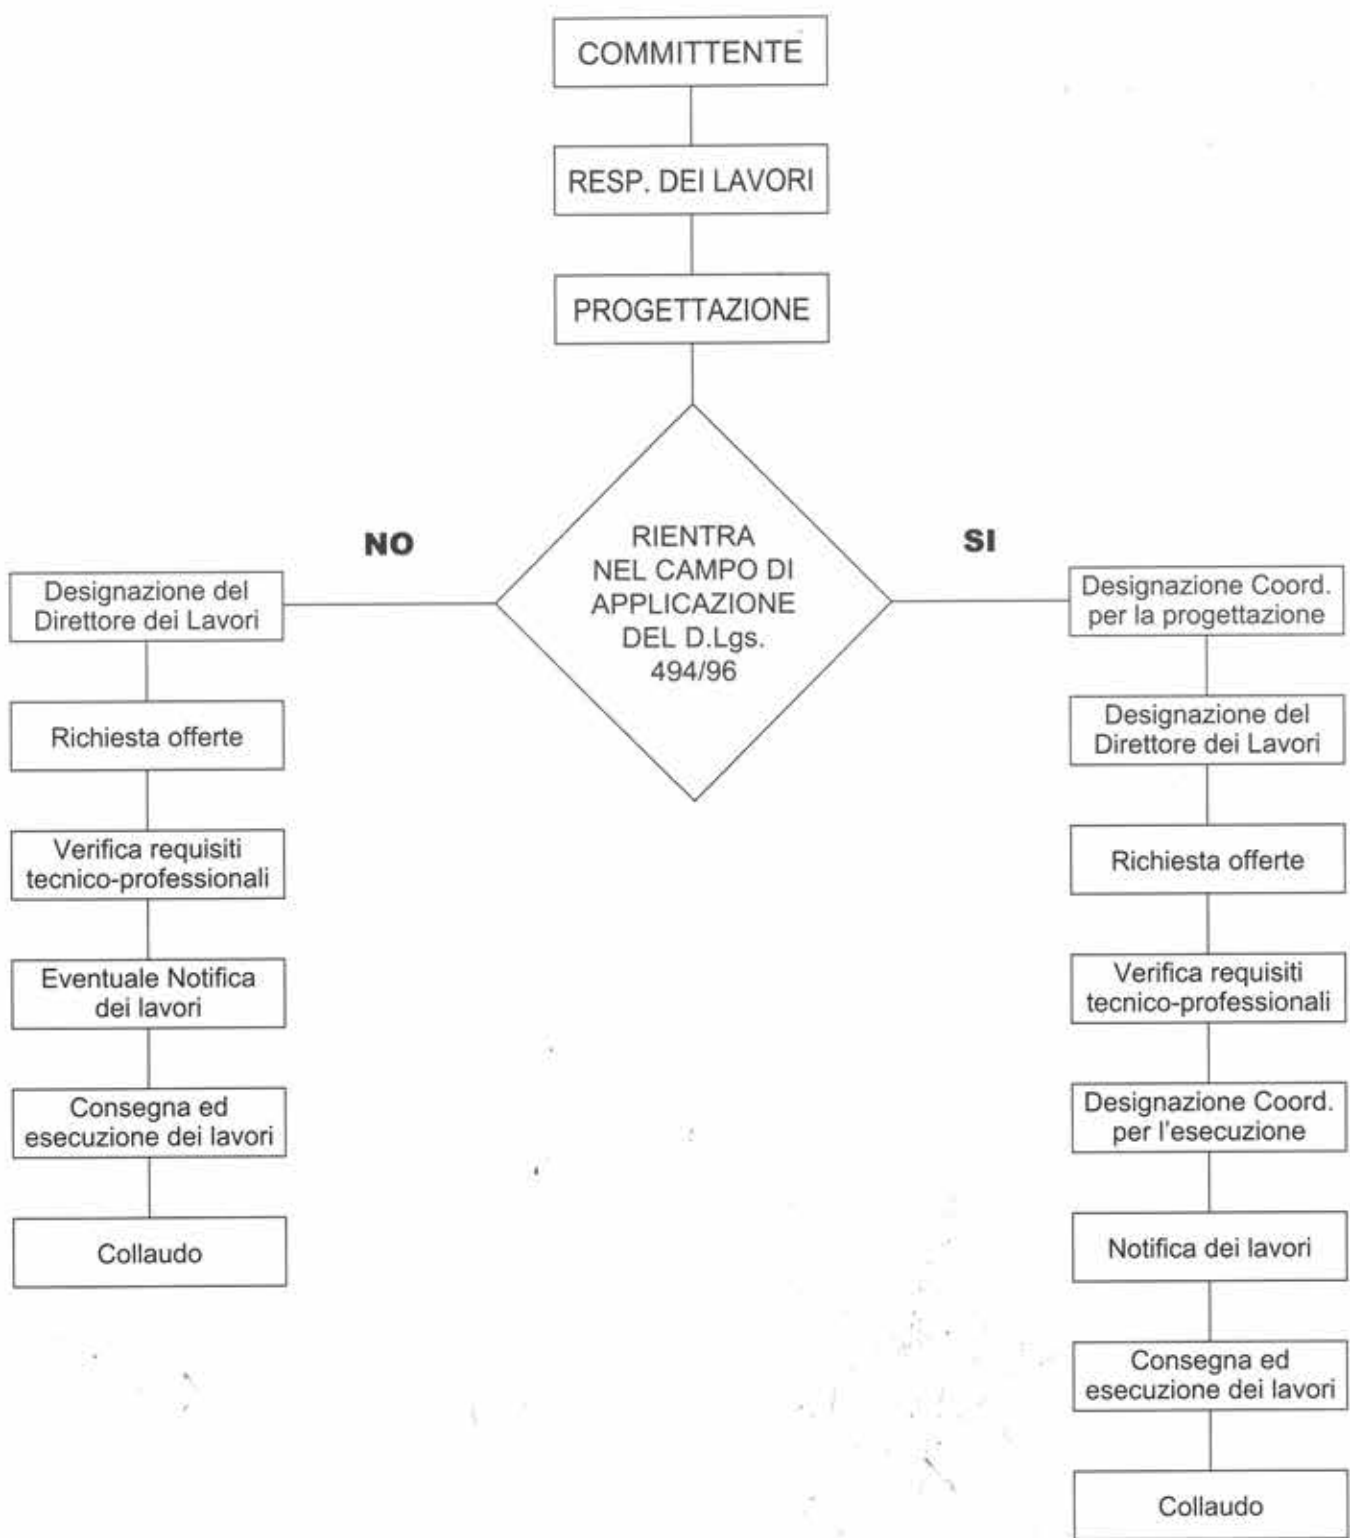 COMMITTENTE
RESP. DEI LAVORI
PROGETTAZIONE
RIENTRA
NEL CAMPO DI
APPLICAZIONE
DEL D.Lgs.
494/96
NO
Designazione del
Direttore dei Lavori
Richiesta offerte
Verifica requisiti
tecnico-professionali
Eventuale Notifica
dei lavori
Consegna ed
esecuzione dei lavori
Collaudo
SI
Designazione Coord.
per la progettazione
Designazione del
Direttore dei Lavori
Richiesta offerte
Verifica requisiti
tecnico-professionali
Designazione Coord.
per l'esecuzione
Notifica dei lavori
Consegna ed
esecuzione dei lavori
Collaudo